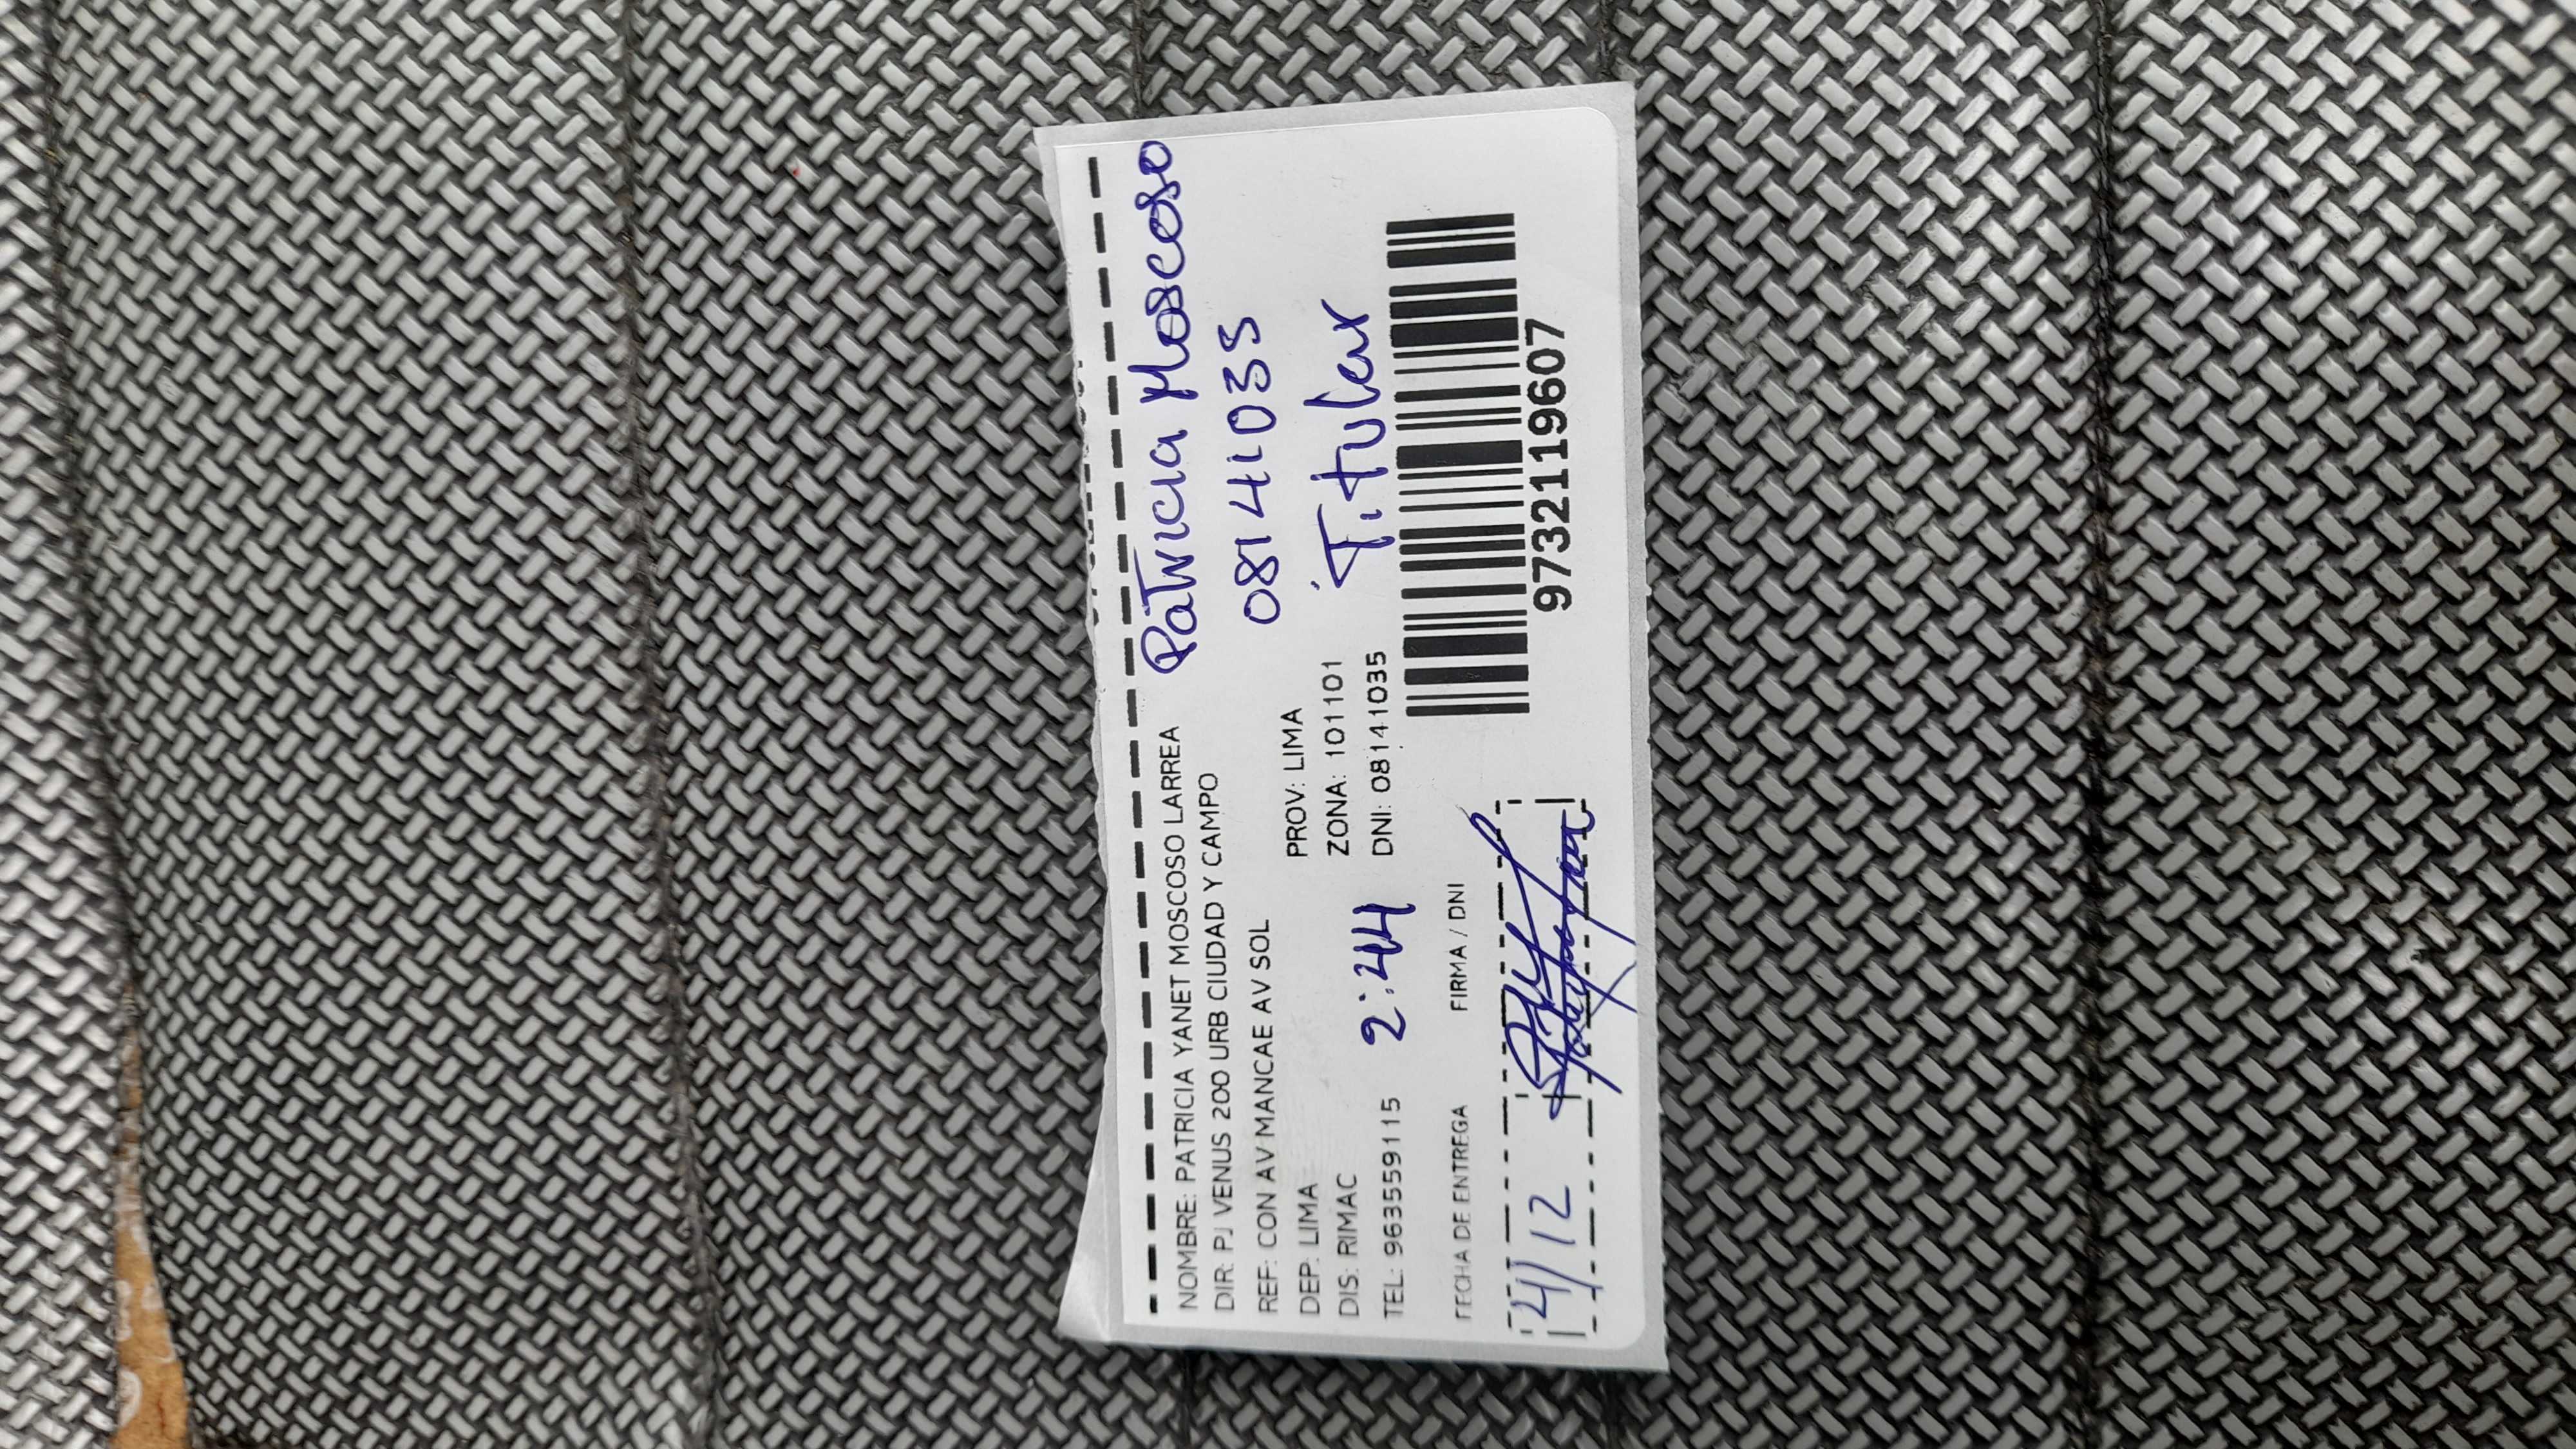 NOMBRE: PATRICIA YANET MOSCOSO LARREA
DIR: PJ VENUS 200 URB CIUDAD Y CAMPO
REF: CON AV MANCAE AV SOL
DEP: LIMA PROV: LIMA
DIS: RIMAC ZONA: 101101
TEL: 963559115 DNI: 08141035
Patricia Moscoso
08141035
Titular
2:44
FECHA DE ENTREGA FIRMA / DNI
4/12
9732119607